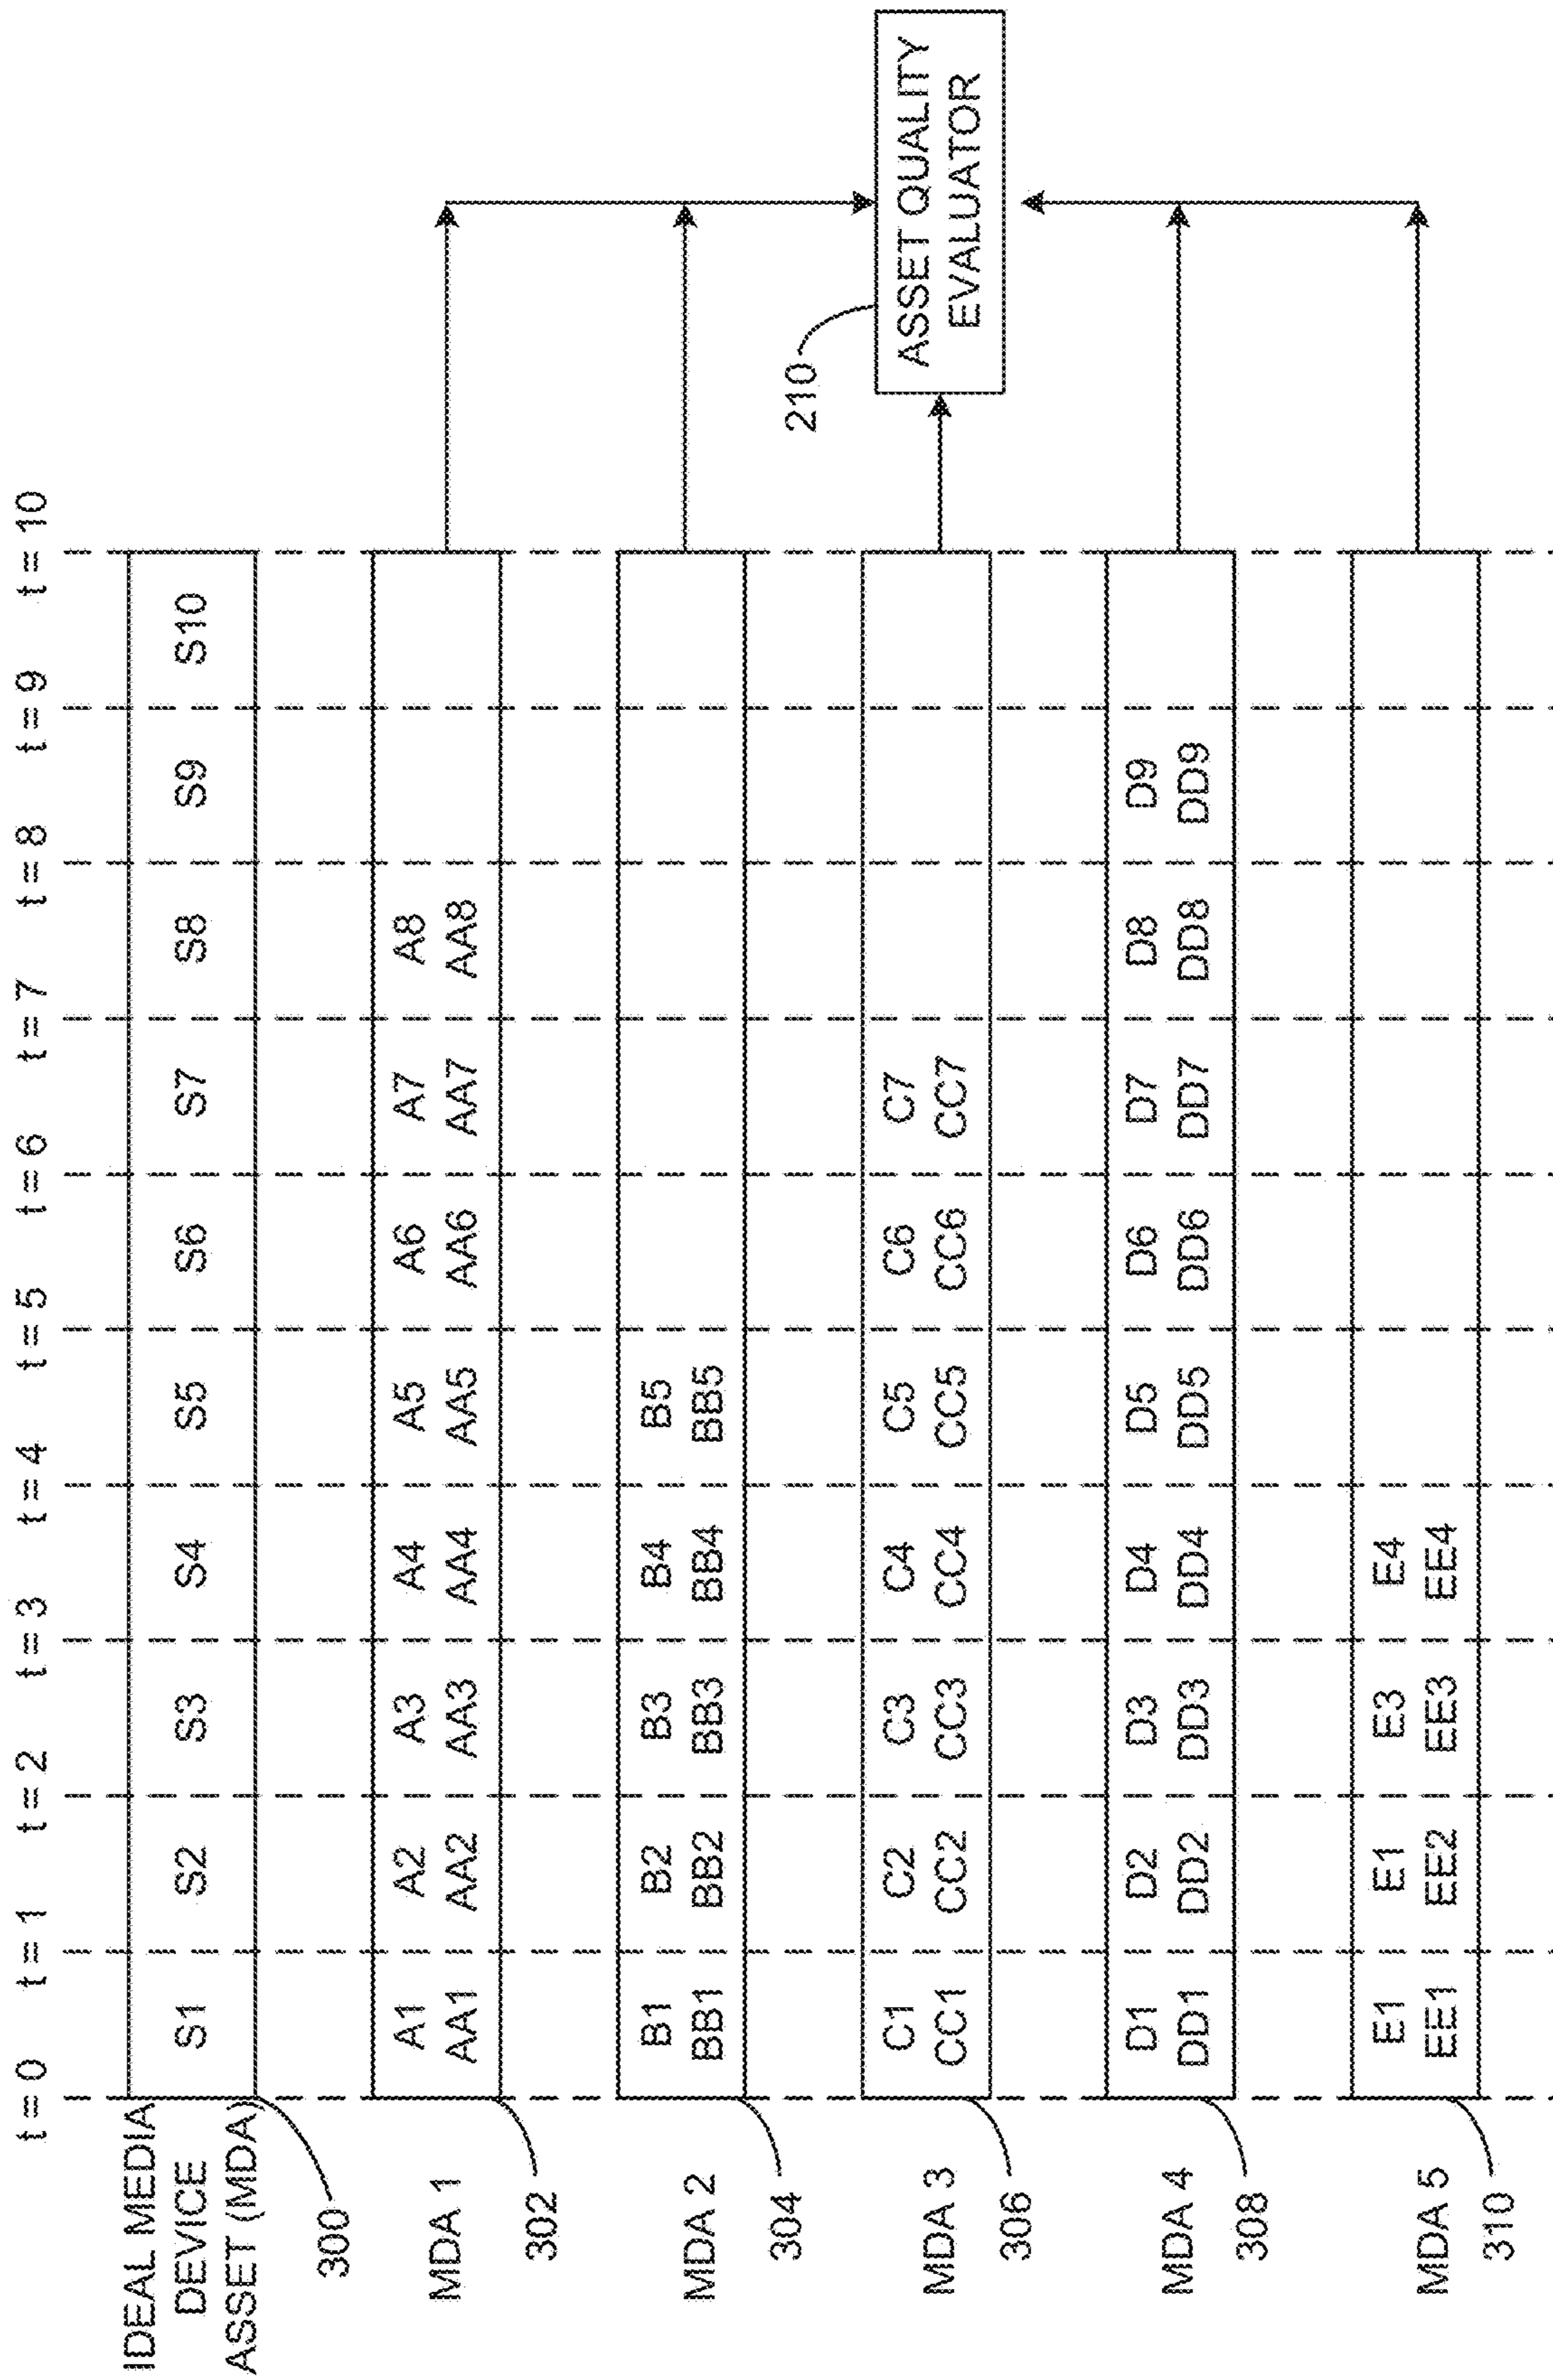 t = 0 t = 1 t = 2 t = 3 t = 4 t = 5 t = 6 t = 7 t = 8 t = 9 t = 10
IDEAL MEDIA
DEVICE
ASSET (MDA)
300
S1 S2 S3 S4 S5 S6 S7 S8 S9 S10
MDA 1
302
A1 A2 A3 A4 A5 A6 A7 A8
AA1 AA2 AA3 AA4 AA5 AA6 AA7 AA8
MDA 2
304
B1 B2 B3 B4 B5
BB1 BB2 BB3 BB4 BB5
MDA 3
306
C1 C2 C3 C4 C5 C6 C7
CC1 CC2 CC3 CC4 CC5 CC6 CC7
MDA 4
308
D1 D2 D3 D4 D5 D6 D7 D8 D9
DD1 DD2 DD3 DD4 DD5 DD6 DD7 DD8 DD9
MDA 5
310
E1 E1 E3 E4
EE1 EE2 EE3 EE4
210
ASSET QUALITY
EVALUATOR